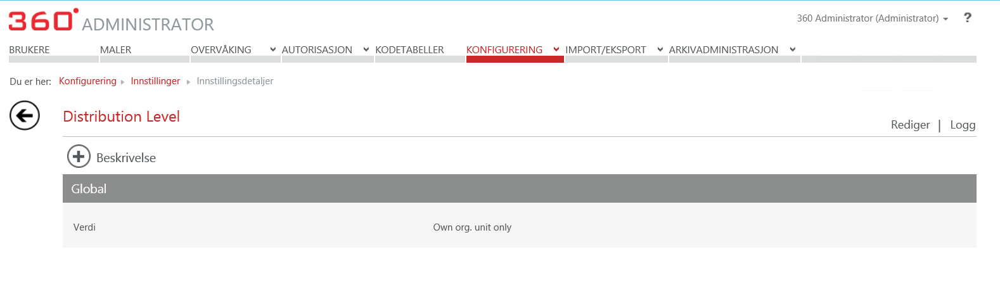 360° ADMINISTRATOR
360 Administrator (Administrator) ?
BRUKERE MALER OVERVÅKING AUTORISASJON KODETABELLER KONFIGURERING IMPORT/EKSPORT ARKIVADMINISTRASJON
Du er her: Konfigurering Innstillinger Innstillingsdetaljer
Distribution Level
Rediger | Logg
Beskrivelse
Global
Verdi Own org. unit only